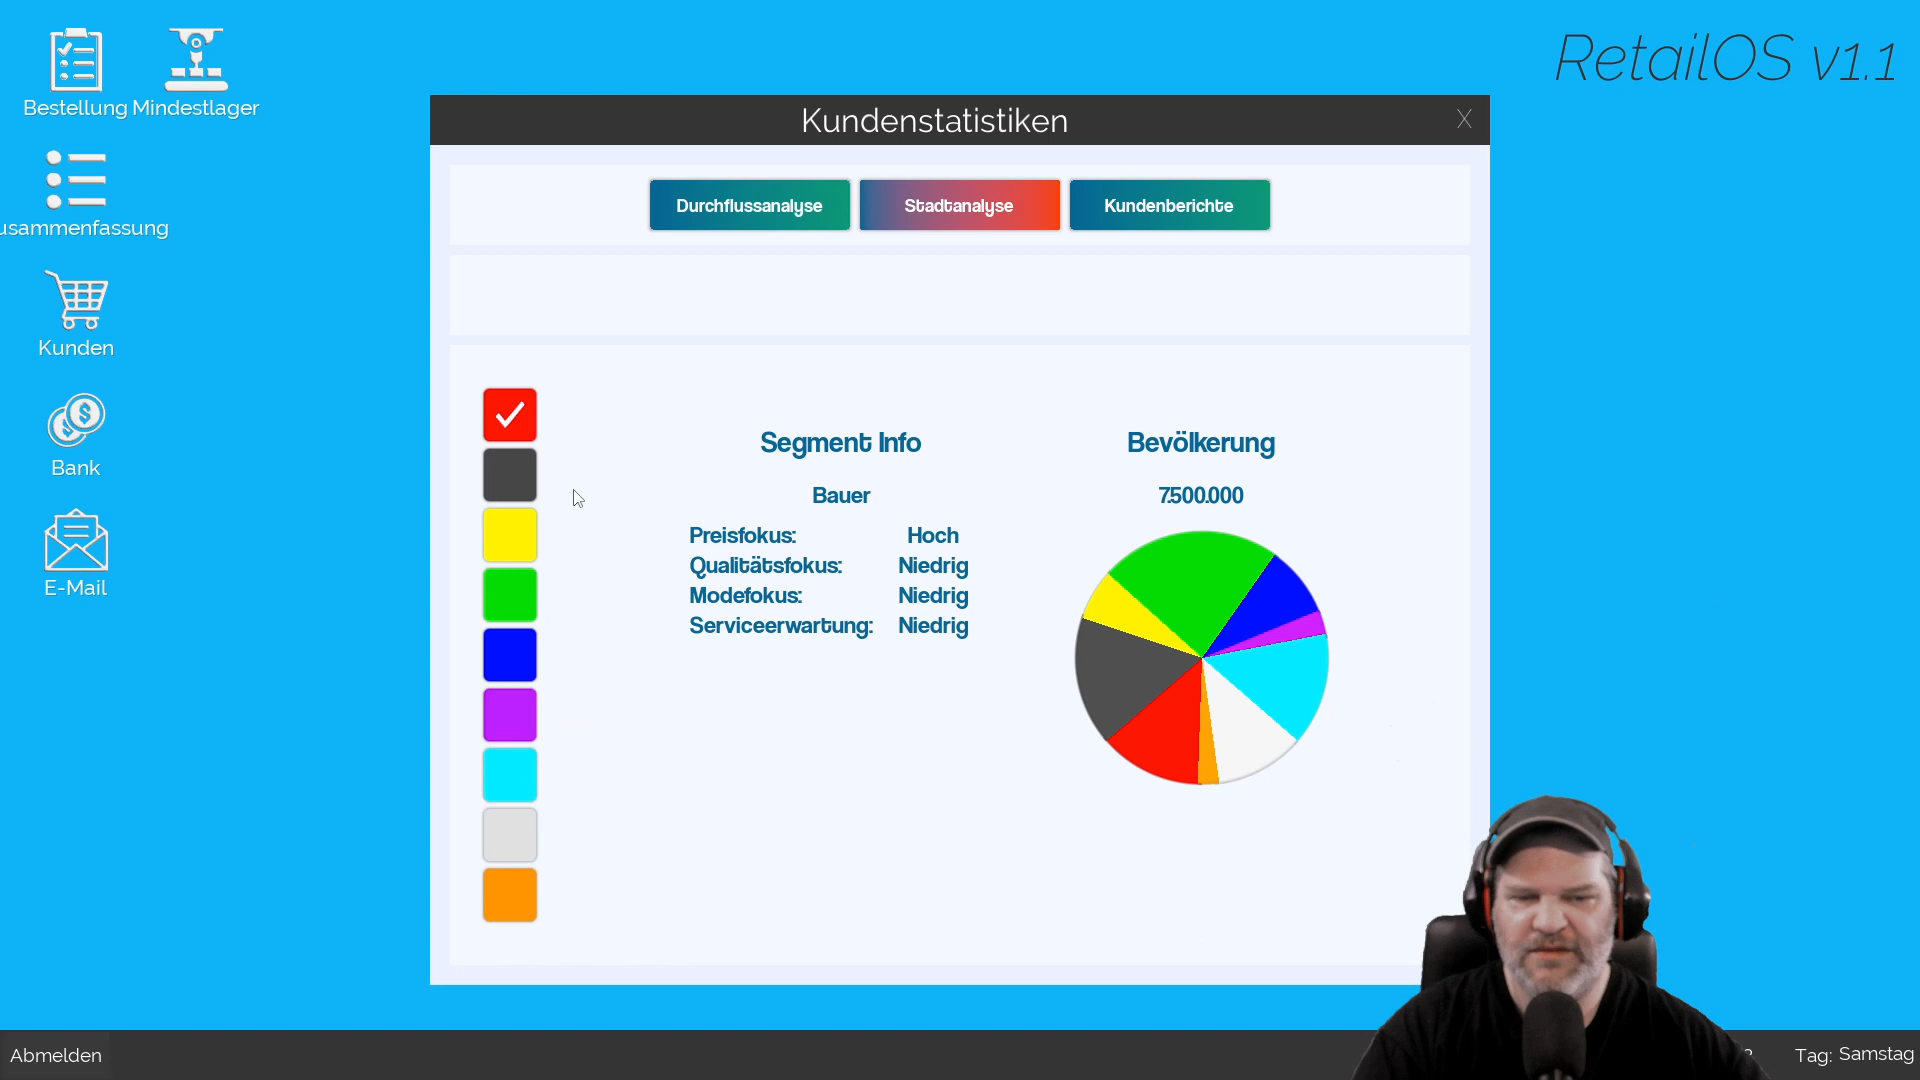 RetailOS v1.1
Bestellung
Mindestlager
usammenfassung
Kunden
Bank
E-Mail
Kundenstatistiken
X
Durchflussanalyse
Stadtanalyse
Kundenberichte
Segment Info
Bauer
Preisfokus: Hoch
Qualitätsfokus: Niedrig
Modefokus: Niedrig
Serviceerwartung: Niedrig
Bevölkerung
7.500.000
Abmelden
Tag: Samstag